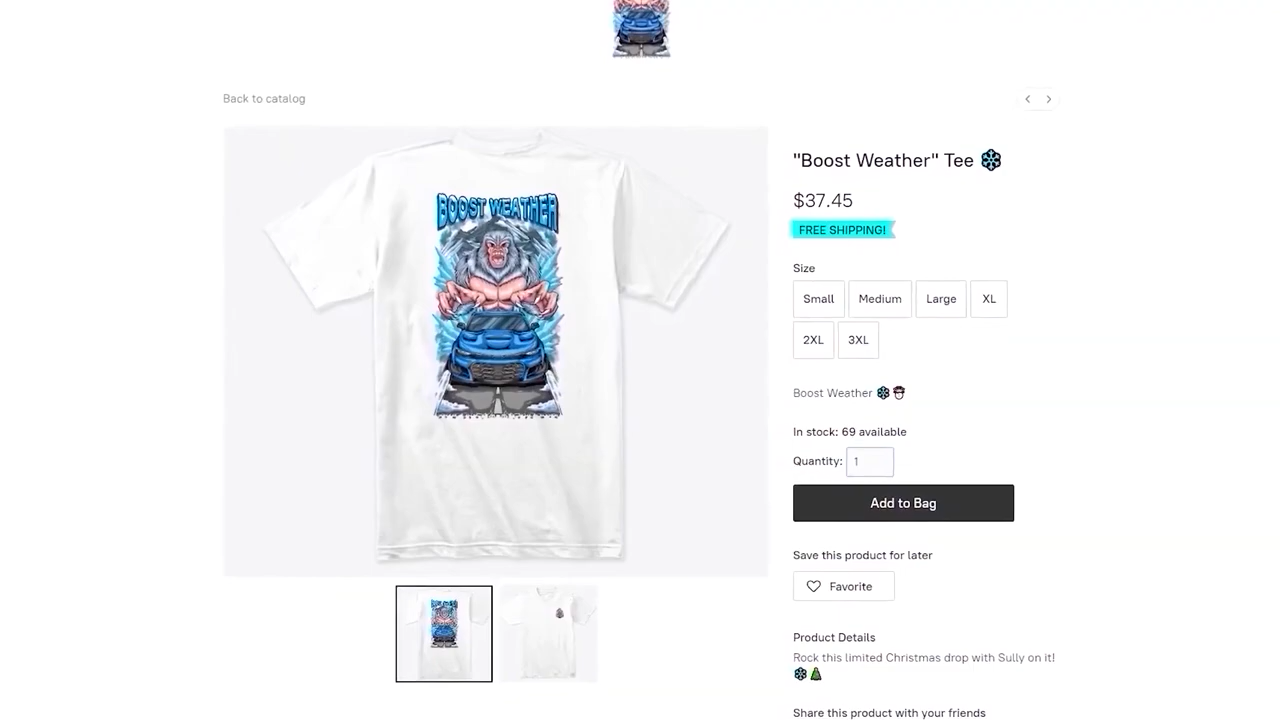 Back to catalog
BOOST WEATHER
"Boost Weather" Tee
$37.45
FREE SHIPPING!
Size
Small
Medium
Large
XL
2XL
3XL
Boost Weather
In stock: 69 available
Quantity: 1
Add to Bag
Save this product for later
Favorite
Product Details
Rock this limited Christmas drop with Sully on it!
Share this product with your friends